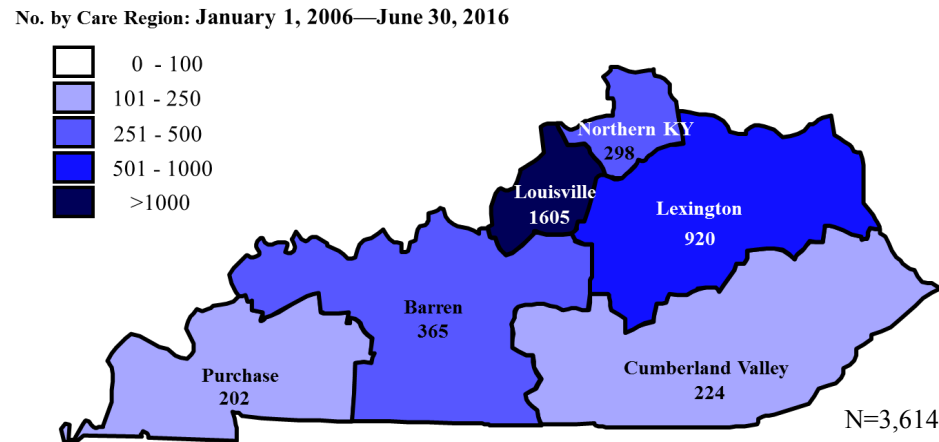 No. by Care Region: January 1, 2006—June 30, 2016
0 - 100
101 - 250
251 - 500
501 - 1000
>1000
Northern KY
298
Louisville
1605
Lexington
920
Barren
365
Cumberland Valley
224
Purchase
202
N=3,614